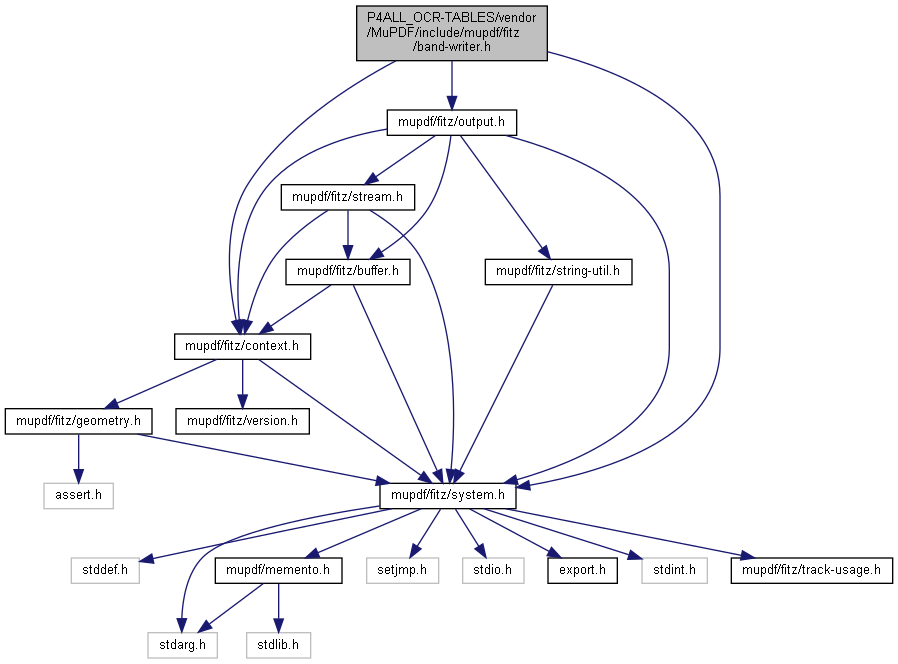 P4ALL_OCR-TABLES/vendor
/MuPDF/include/mupdf/fitz
/band-writer.h
mupdf/fitz/output.h
mupdf/fitz/stream.h
mupdf/fitz/buffer.h
mupdf/fitz/string-util.h
mupdf/fitz/context.h
mupdf/fitz/geometry.h
mupdf/fitz/version.h
assert.h
mupdf/fitz/system.h
stddef.h
mupdf/memento.h
setjmp.h
stdio.h
export.h
stdint.h
mupdf/fitz/track-usage.h
stdarg.h
stdlib.h